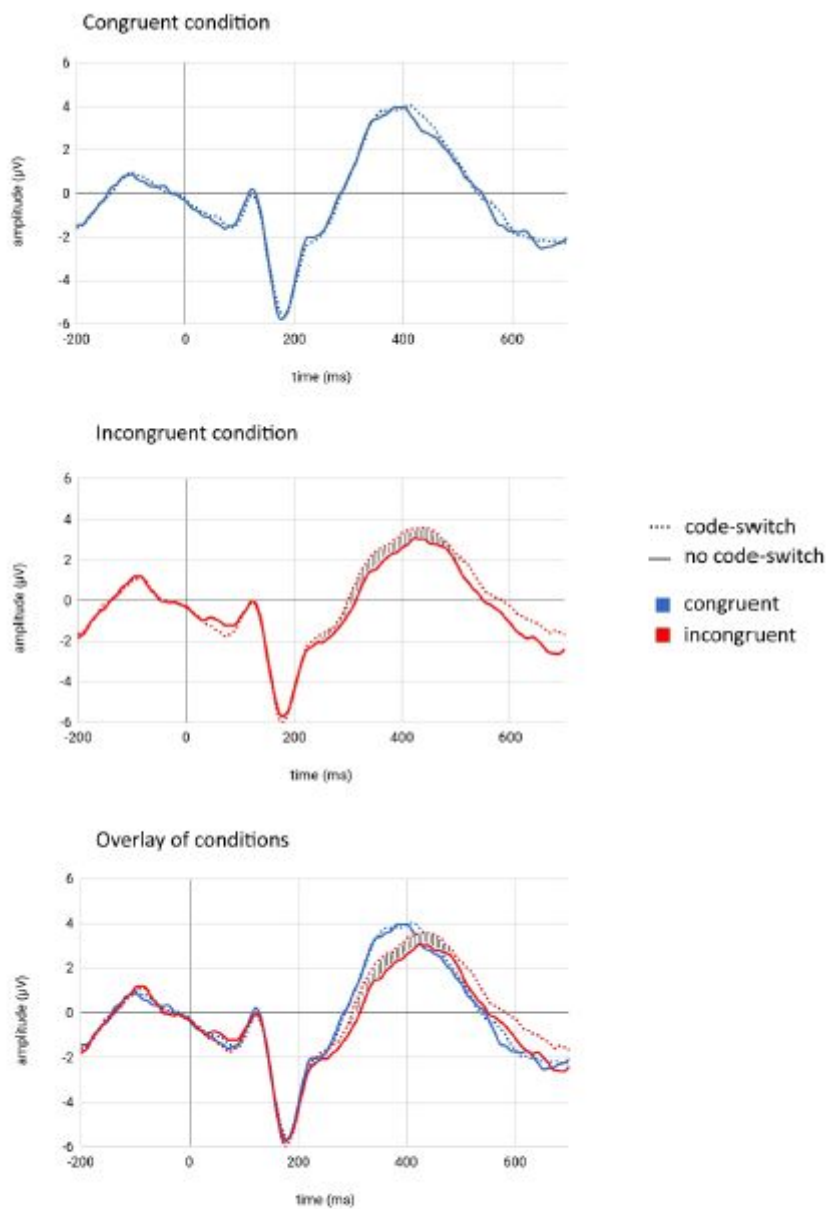 Congruent condition
6
4
2
0
-2
-4
-6
amplitude (µV)
-200 0 200 400 600
time (ms)
Incongruent condition
6
4
2
0
-2
-4
-6
amplitude (µV)
-200 0 200 400 600
time (ms)
code-switch
no code-switch
congruent
incongruent
Overlay of conditions
6
4
2
0
-2
-4
-6
amplitude (µV)
-200 0 200 400 600
time (ms)